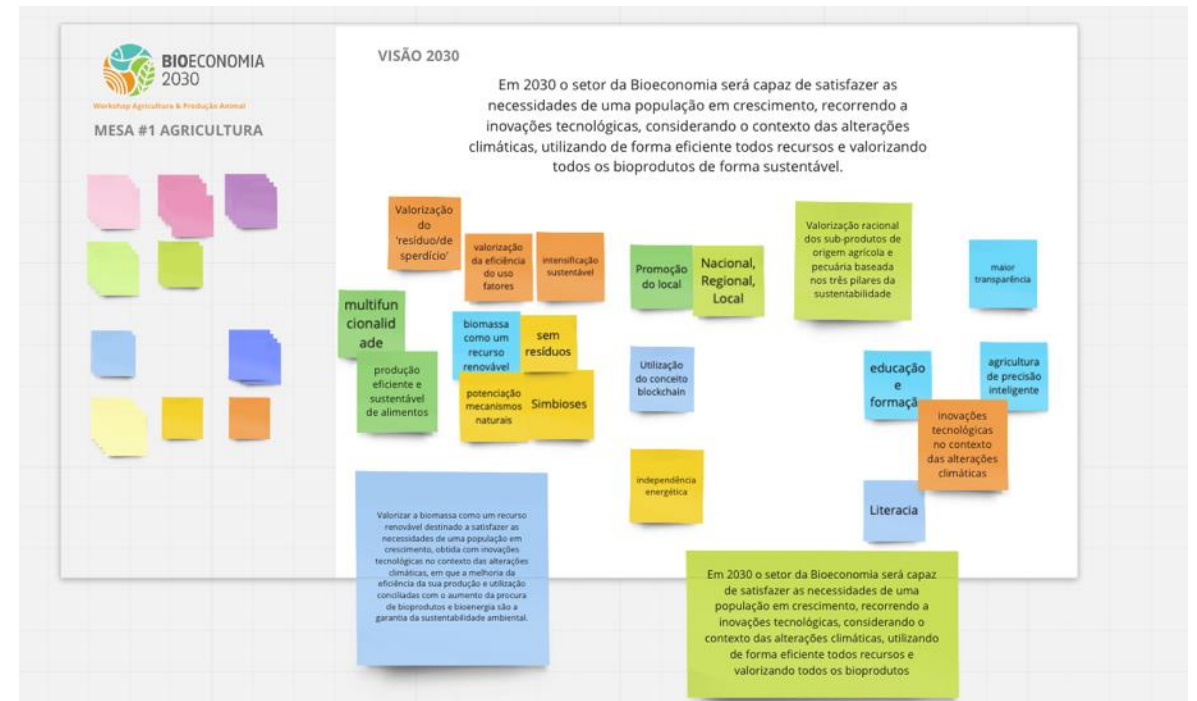 BIOECONOMIA
2030
Workshop Agricultura & Produção Animal
MESA #1 AGRICULTURA
VISÃO 2030
Em 2030 o setor da Bioeconomia será capaz de satisfazer as
necessidades de uma população em crescimento, recorrendo a
inovações tecnológicas, considerando o contexto das alterações
climáticas, utilizando de forma eficiente todos recursos e valorizando
todos os bioprodutos de forma sustentável.
Valorização
do
'resíduo/de
sperdício'
valorização
da eficiência
do uso
fatores
intensificação
sustentável
Promoção
do local
Nacional,
Regional,
Local
Valorização racional
dos sub-produtos de
origem agrícola e
pecuária baseada
nos três pilares da
sustentabilidade
maior
transparência
multifun
cionalid
ade
biomassa
como um
recurso
renovável
sem
resíduos
produção
eficiente e
sustentável
de alimentos
potenciação
mecanismos
naturais
Simbioses
Utilização
do conceito
blockchain
educação
e
formaçã
agricultura
de precisão
inteligente
inovações
tecnológicas
no contexto
das alterações
climáticas
independência
energética
Literacia
Valorizar a biomassa como um recurso
renovável destinado a satisfazer as
necessidades de uma população em
crescimento, obtida com inovações
tecnológicas no contexto das alterações
climáticas, em que a melhoria da
eficiência da sua produção e utilização
conciliadas com o aumento da procura
de bioprodutos e bioenergia são a
garantia da sustentabilidade ambiental.
Em 2030 o setor da Bioeconomia será capaz
de satisfazer as necessidades de uma
população em crescimento, recorrendo a
inovações tecnológicas, considerando o
contexto das alterações climáticas, utilizando
de forma eficiente todos recursos e
valorizando todos os bioprodutos